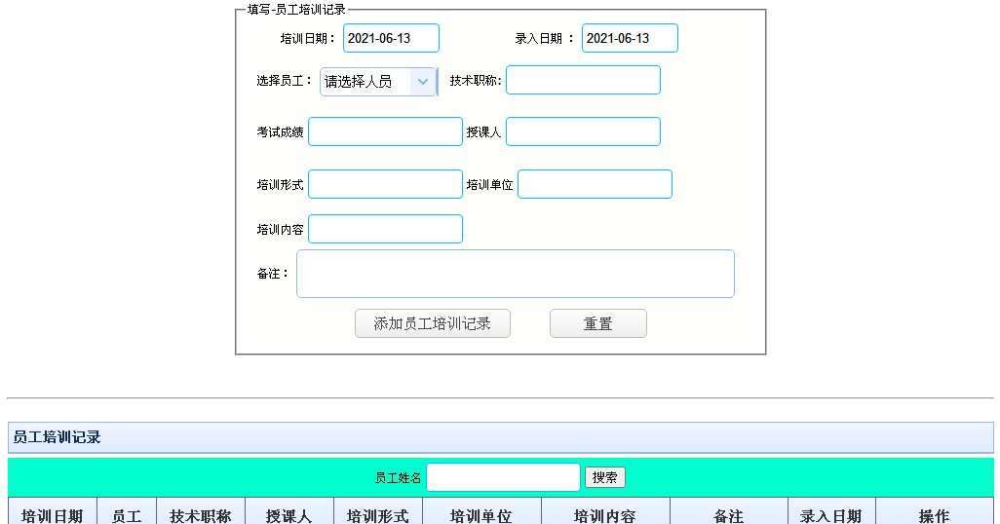 填写-员工培训记录
培训日期： 2021-06-13 录入日期 ： 2021-06-13
选择员工： 请选择人员 技术职称:
考试成绩 授课人
培训形式 培训单位
培训内容
备注：
添加员工培训记录 重置
员工培训记录
员工姓名 搜索
培训日期 员工 技术职称 授课人 培训形式 培训单位 培训内容 备注 录入日期 操作